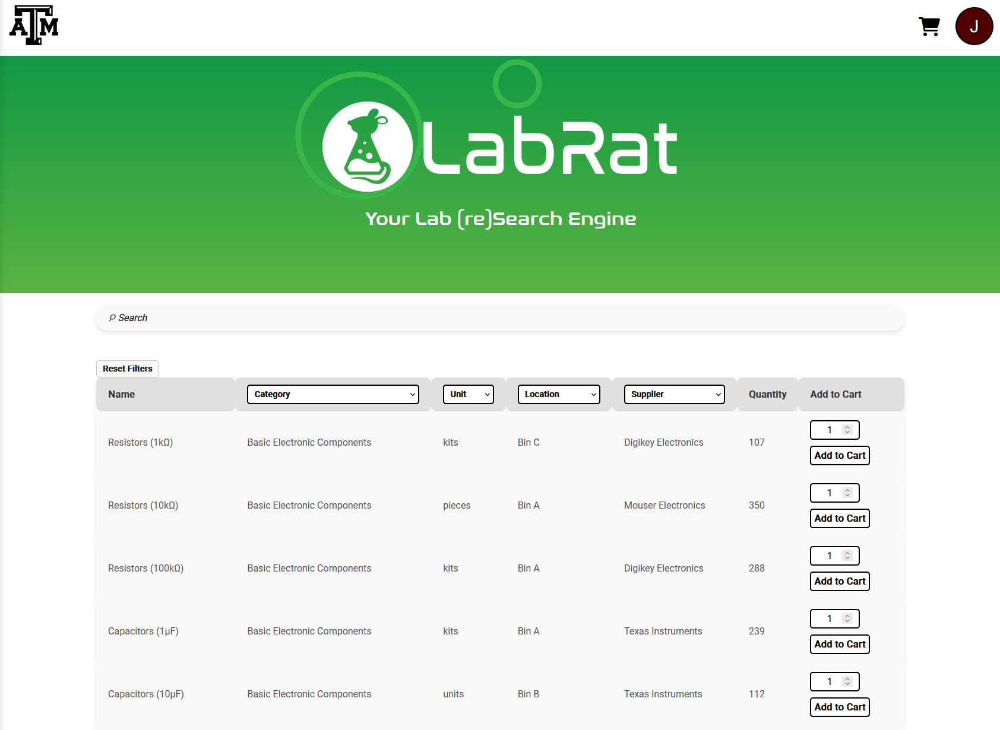 ATM
J
LabRat
Your Lab (re)Search Engine
Search
Reset Filters
Name Category Unit Location Supplier Quantity Add to Cart
Resistors (1kΩ) Basic Electronic Components kits Bin C Digikey Electronics 107 1
Add to Cart
Resistors (10kΩ) Basic Electronic Components pieces Bin A Mouser Electronics 350 1
Add to Cart
Resistors (100kΩ) Basic Electronic Components kits Bin A Digikey Electronics 288 1
Add to Cart
Capacitors (1µF) Basic Electronic Components kits Bin A Texas Instruments 239 1
Add to Cart
Capacitors (10µF) Basic Electronic Components units Bin B Texas Instruments 112 1
Add to Cart